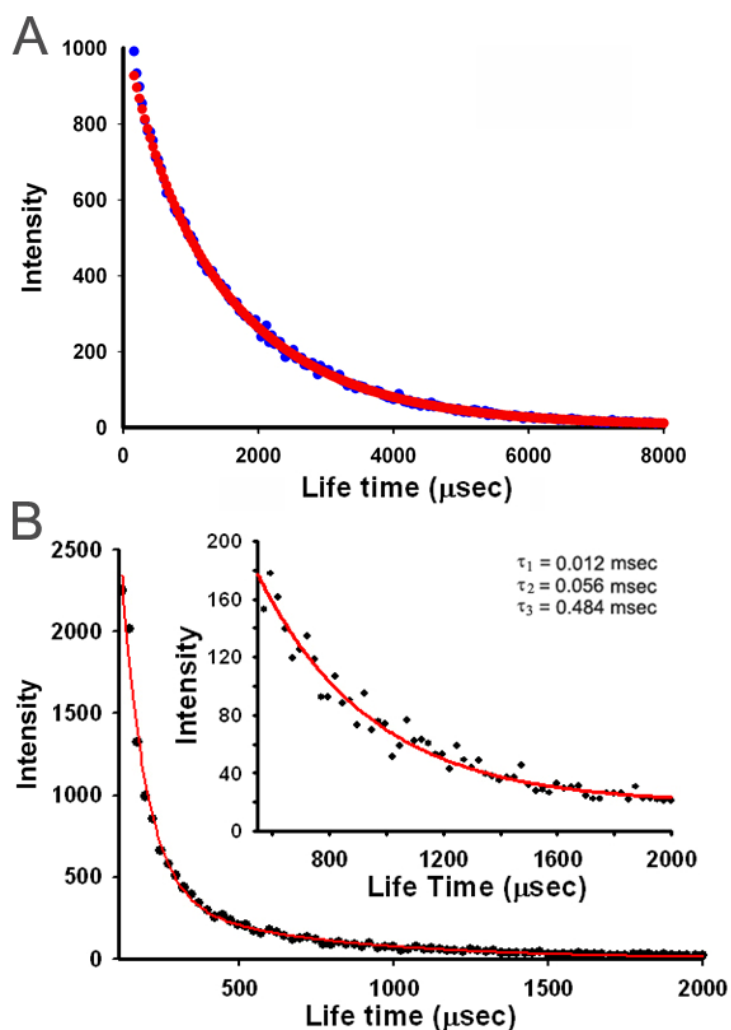 A
1000
800
600
400
200
0
Intensity
0 2000 4000 6000 8000
Life time (μsec)
B
2500
2000
1500
1000
500
0
Intensity
500 1000 1500 2000
Life time (μsec)
200
160
120
80
40
0
Intensity
800 1200 1600 2000
Life Time (μsec)
τ1 = 0.012 msec
τ2 = 0.056 msec
τ3 = 0.484 msec